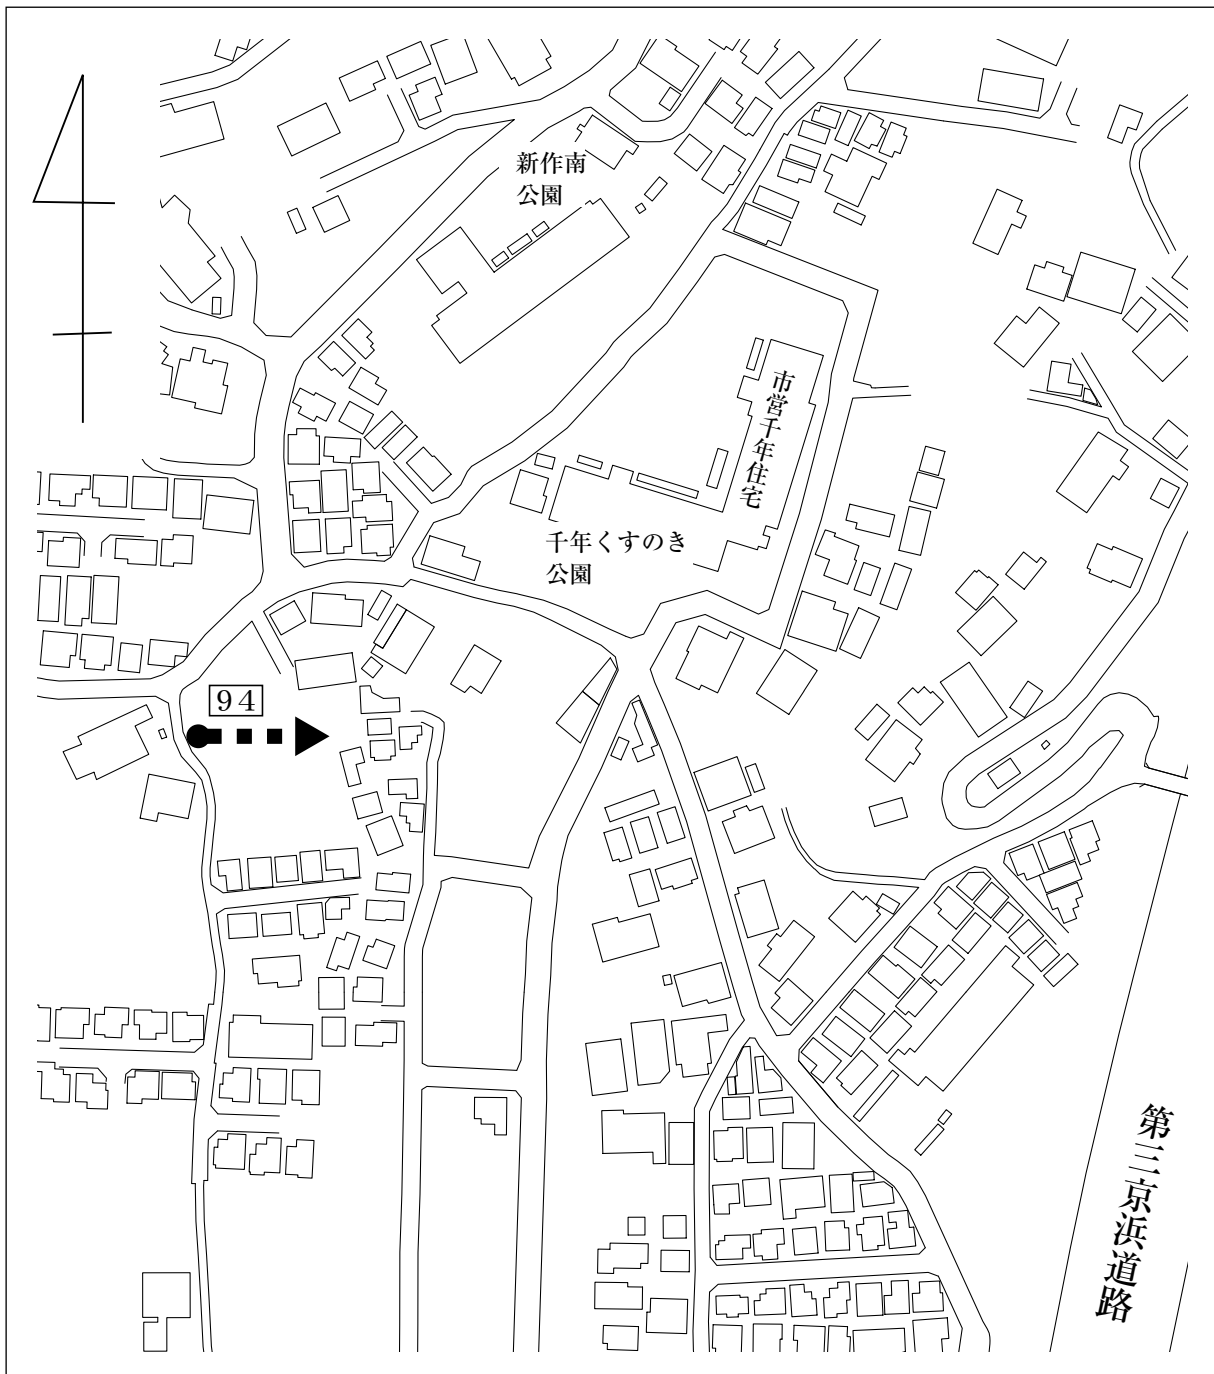 新作南
公園
市営千年住宅
千年くすのき
公園
94
第三京浜道路